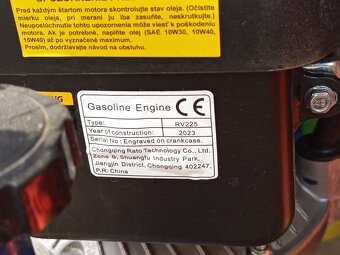 Pred každým štartom motora skontrolujte stav oleja. (Očistite
mierku oleja, pri meraní ju iba zasuňte, neskrutkujte.)
Neuposlúchnutie tohto upozornenia môže viesť k poškodeniu
motora. Ak je potrebné, naplňte olej (SAE 10W30, 10W40,
15W40) až po vyznačené maximum.
Prosím, dodržiavajte návod na obsluhu.
NG
Gasoline Engine CE
Type: RV225
Year of construction: 2023
Serial No: Engraved on crankcase.
Chongqing Rato Technology Co., Ltd.
Zone B, Shuangfu Industry Park,
Jiangjin District, Chongqing 402247,
P.R. China